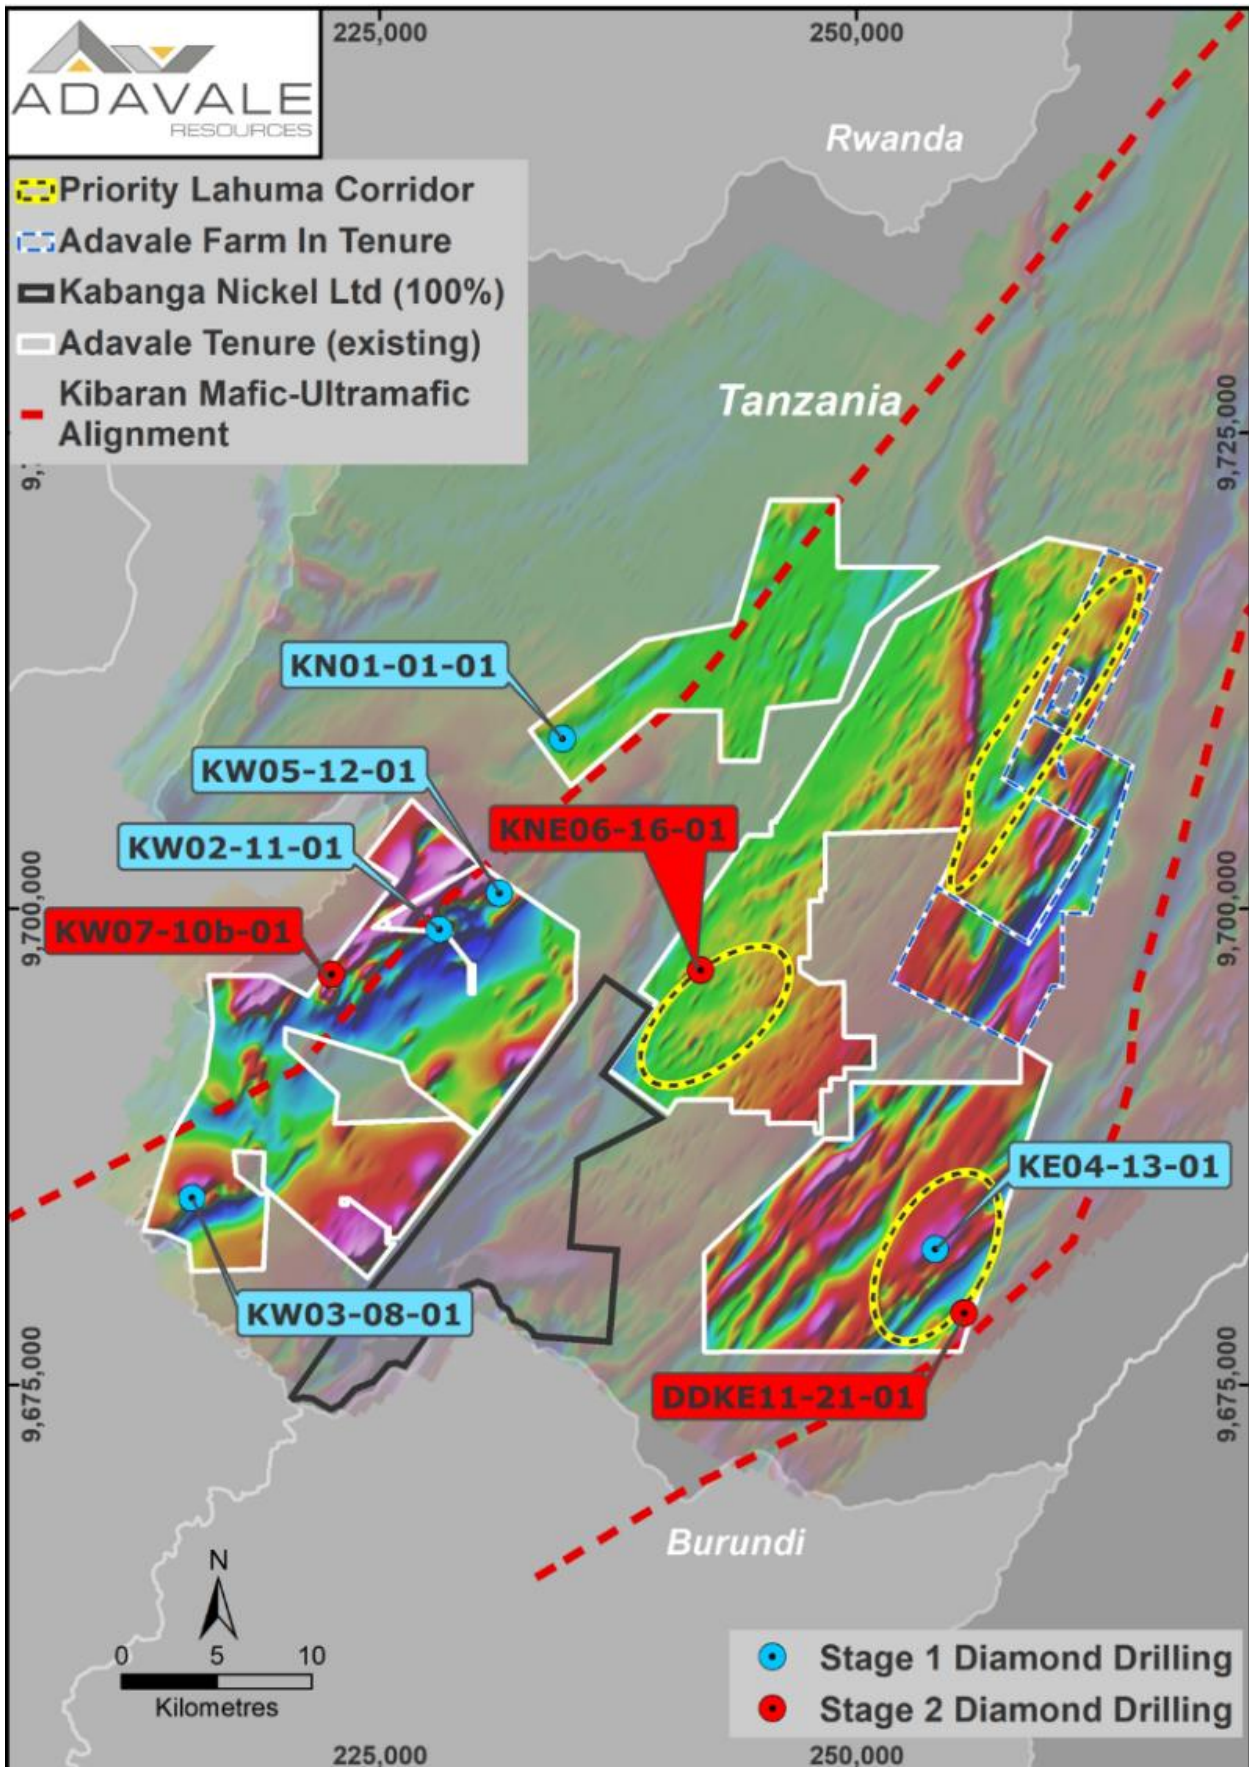 225,000
250,000
ADAVALE
RESOURCES
Rwanda
Priority Lahuma Corridor
Adavale Farm In Tenure
Kabanga Nickel Ltd (100%)
Adavale Tenure (existing)
Kibaran Mafic-Ultramafic
Alignment
Tanzania
9,725,000
KN01-01-01
KW05-12-01
KW02-11-01
KNE06-16-01
KW07-10b-01
9,700,000
9,700,000
KE04-13-01
KW03-08-01
DDKE11-21-01
9,675,000
9,675,000
Burundi
N
0 5 10
Kilometres
Stage 1 Diamond Drilling
Stage 2 Diamond Drilling
225,000
250,000